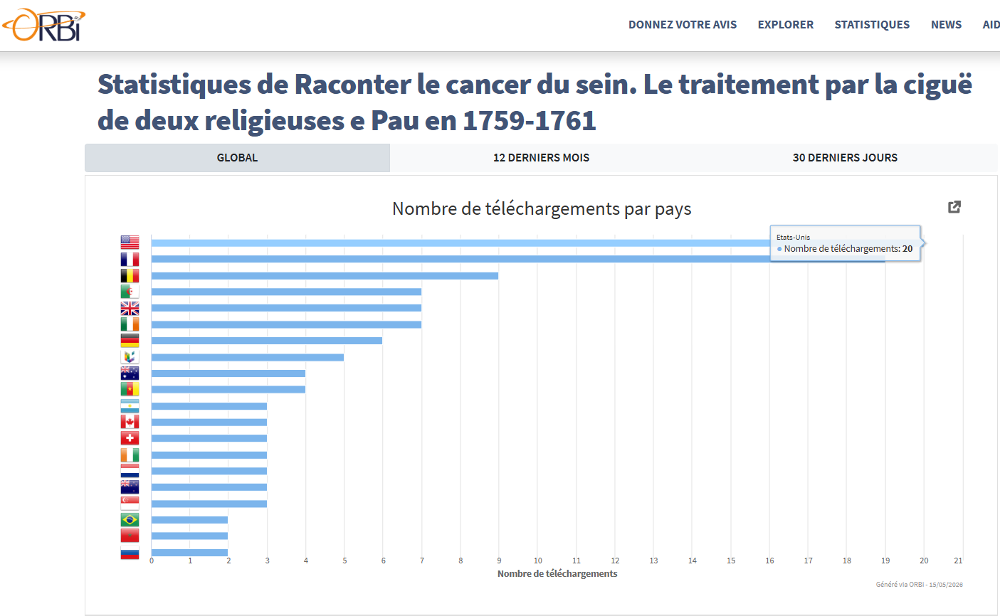 ORBi
DONNEZ VOTRE AVIS EXPLORER STATISTIQUES NEWS AID
Statistiques de Raconter le cancer du sein. Le traitement par la ciguë
de deux religieuses e Pau en 1759-1761
GLOBAL 12 DERNIERS MOIS 30 DERNIERS JOURS
Nombre de téléchargements par pays
Etats-Unis
Nombre de téléchargements: 20
0 1 2 3 4 5 6 7 8 9 10 11 12 13 14 15 16 17 18 19 20 21
Nombre de téléchargements
Généré via ORBi - 15/05/2026